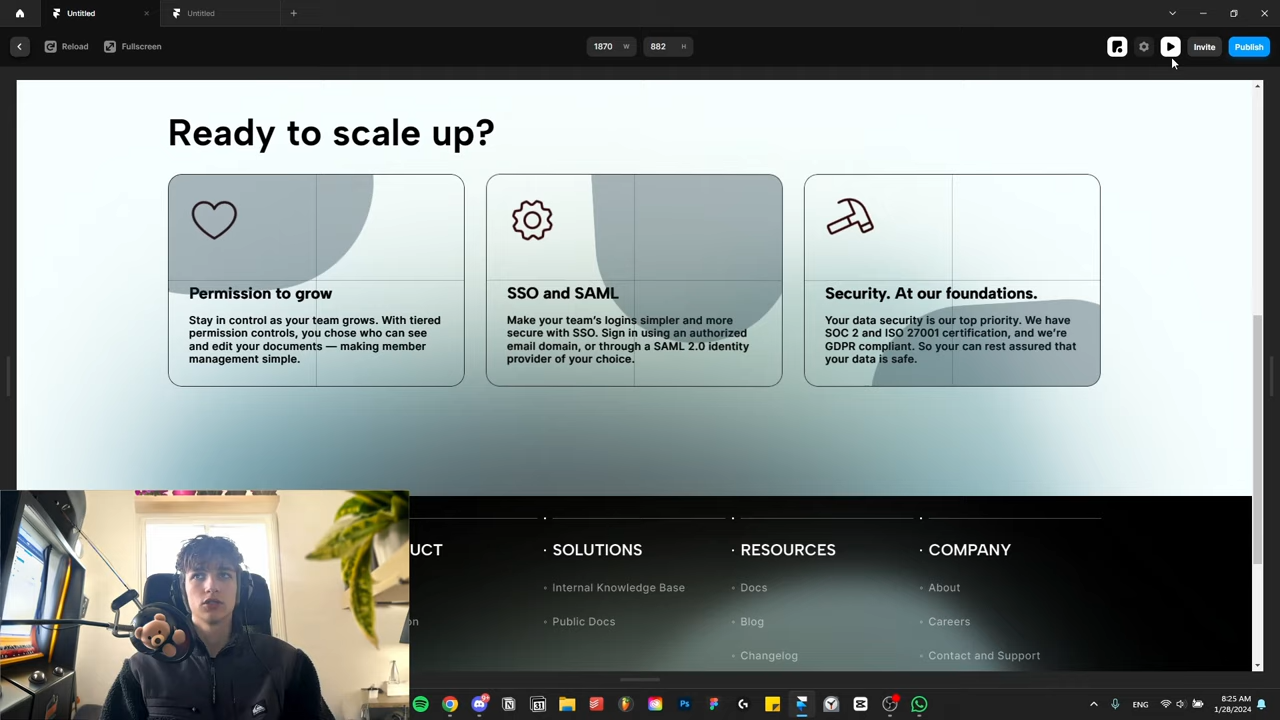 Untitled
Untitled
Reload
Fullscreen
1870 W
882 H
Invite
Publish
Ready to scale up?
Permission to grow
Stay in control as your team grows. With tiered
permission controls, you chose who can see
and edit your documents — making member
management simple.
SSO and SAML
Make your team's logins simpler and more
secure with SSO. Sign in using an authorized
email domain, or through a SAML 2.0 identity
provider of your choice.
Security. At our foundations.
Your data security is our top priority. We have
SOC 2 and ISO 27001 certification, and we're
GDPR compliant. So your can rest assured that
your data is safe.
UCT
on
SOLUTIONS
Internal Knowledge Base
Public Docs
RESOURCES
Docs
Blog
Changelog
COMPANY
About
Careers
Contact and Support
ENG
8:25 AM
1/28/2024